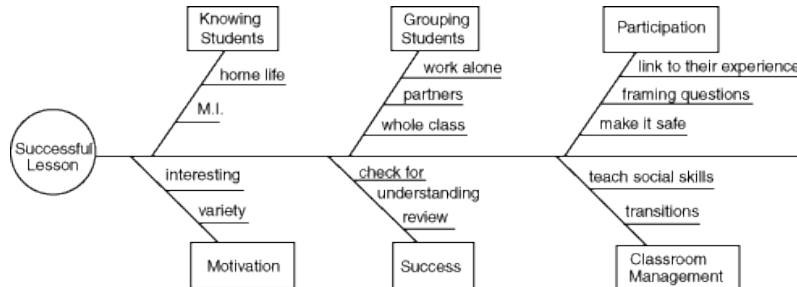 Knowing
Students
Grouping
Students
Participation
home life
M.I.
work alone
partners
whole class
link to their experience
framing questions
make it safe
Successful
Lesson
interesting
variety
check for
understanding
review
teach social skills
transitions
Motivation
Success
Classroom
Management